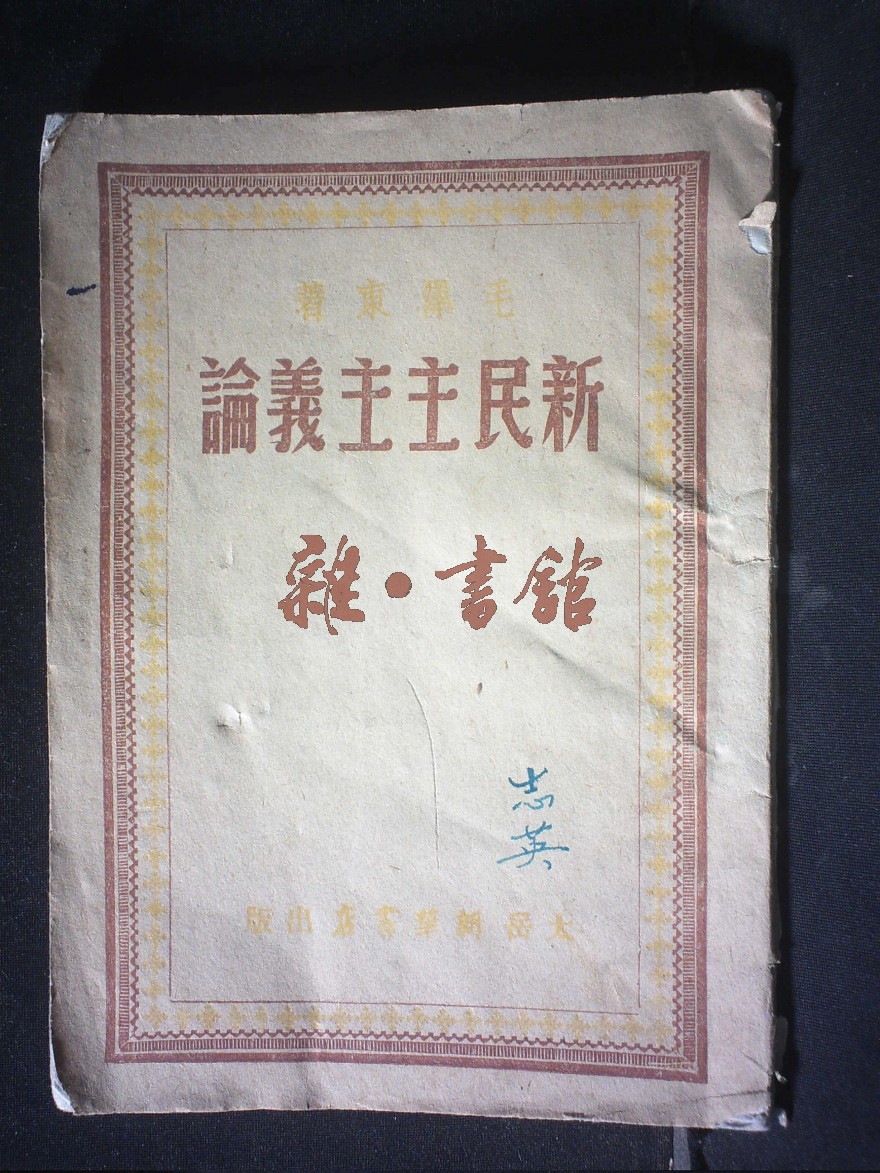 毛澤東著
新民主主義論
雜·書館
志英
太岳新華書店出版